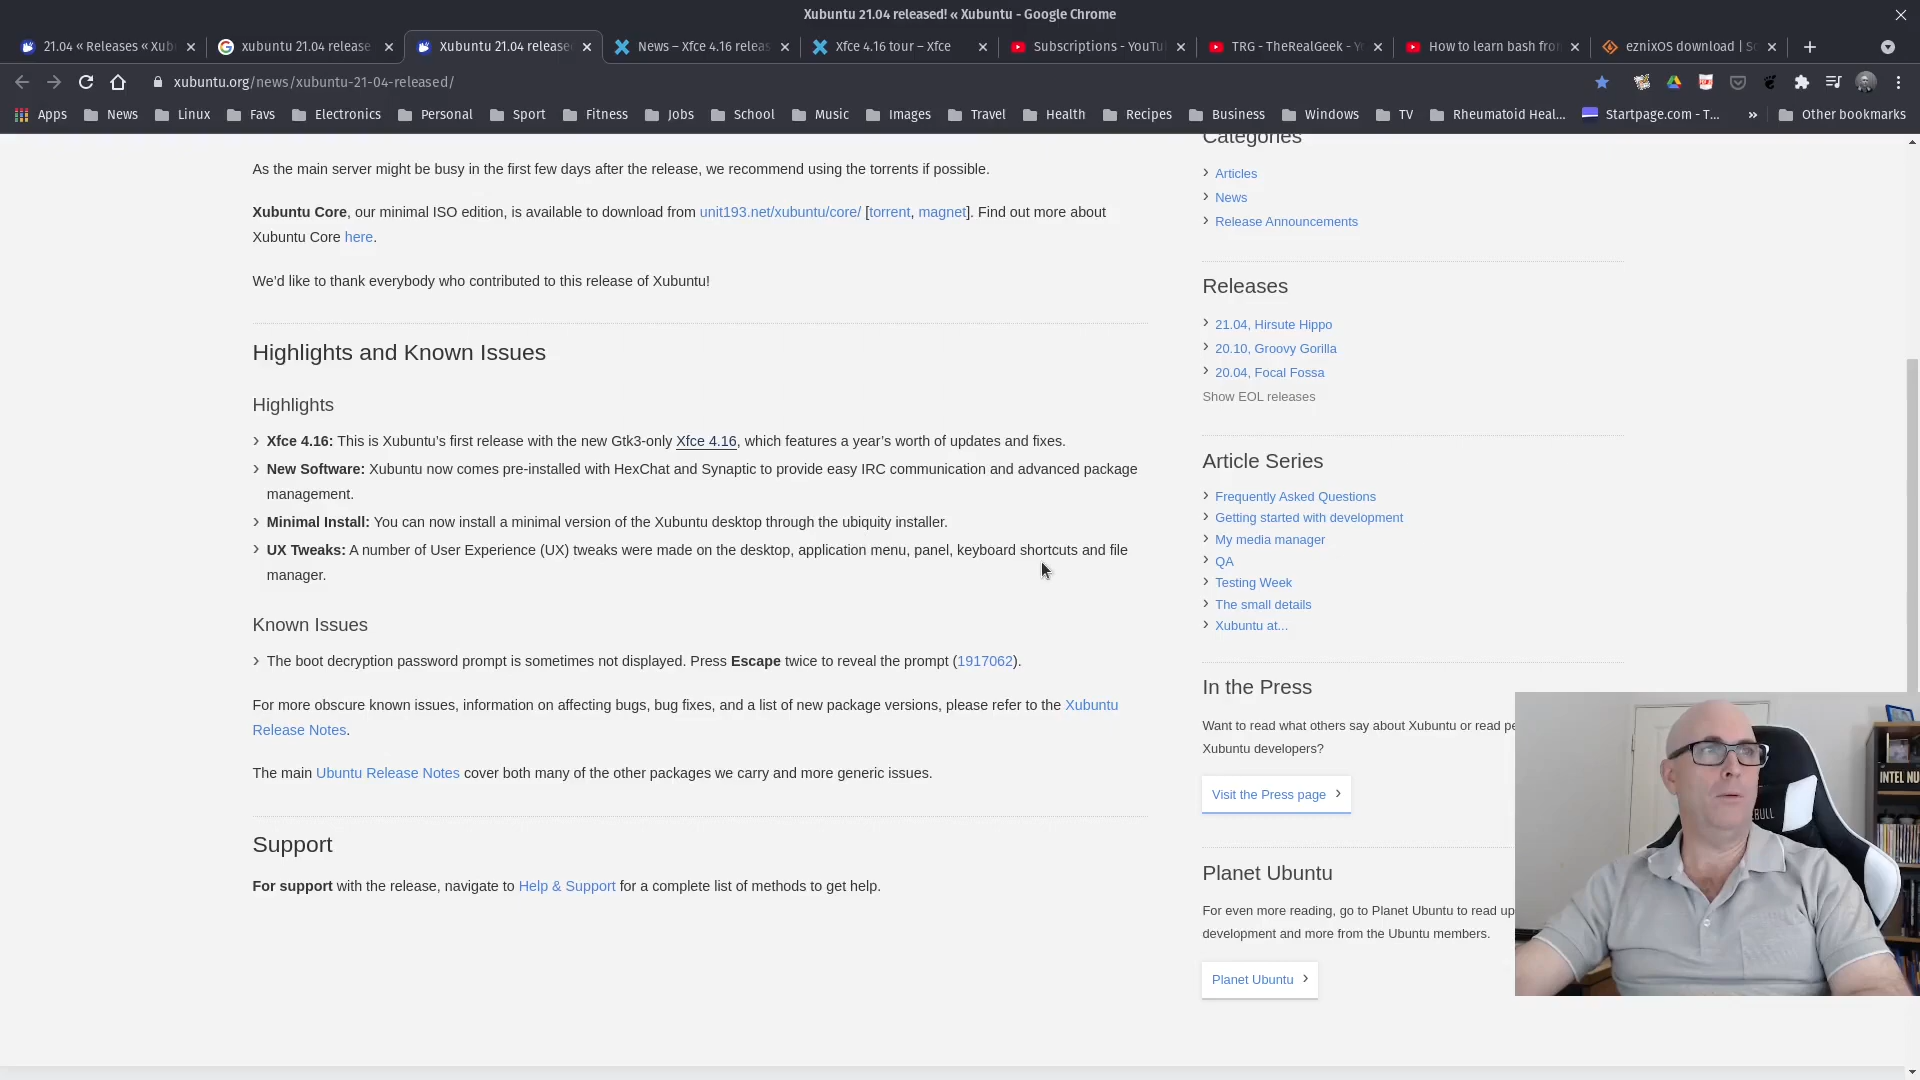 Xubuntu 21.04 released! « Xubuntu - Google Chrome
21.04 « Releases « Xub
xubuntu 21.04 release
Xubuntu 21.04 release
News – Xfce 4.16 releas
Xfce 4.16 tour – Xfce
Subscriptions - YouTu
TRG - TheRealGeek - Y
How to learn bash fro
eznixOS download | S
xubuntu.org/news/xubuntu-21-04-released/
Apps
News
Linux
Favs
Electronics
Personal
Sport
Fitness
Jobs
School
Music
Images
Travel
Health
Recipes
Business
Windows
TV
Rheumatoid Heal...
Startpage.com - T...
»
Other bookmarks
As the main server might be busy in the first few days after the release, we recommend using the torrents if possible.
Xubuntu Core, our minimal ISO edition, is available to download from unit193.net/xubuntu/core/ [torrent, magnet]. Find out more about
Xubuntu Core here.
We’d like to thank everybody who contributed to this release of Xubuntu!
Highlights and Known Issues
Highlights
› Xfce 4.16: This is Xubuntu’s first release with the new Gtk3-only Xfce 4.16, which features a year’s worth of updates and fixes.
› New Software: Xubuntu now comes pre-installed with HexChat and Synaptic to provide easy IRC communication and advanced package
management.
› Minimal Install: You can now install a minimal version of the Xubuntu desktop through the ubiquity installer.
› UX Tweaks: A number of User Experience (UX) tweaks were made on the desktop, application menu, panel, keyboard shortcuts and file
manager.
Known Issues
› The boot decryption password prompt is sometimes not displayed. Press Escape twice to reveal the prompt (1917062).
For more obscure known issues, information on affecting bugs, bug fixes, and a list of new package versions, please refer to the Xubuntu
Release Notes.
The main Ubuntu Release Notes cover both many of the other packages we carry and more generic issues.
Support
For support with the release, navigate to Help & Support for a complete list of methods to get help.
Categories
› Articles
› News
› Release Announcements
Releases
› 21.04, Hirsute Hippo
› 20.10, Groovy Gorilla
› 20.04, Focal Fossa
Show EOL releases
Article Series
› Frequently Asked Questions
› Getting started with development
› My media manager
› QA
› Testing Week
› The small details
› Xubuntu at...
In the Press
Want to read what others say about Xubuntu or read pe
Xubuntu developers?
Visit the Press page ›
Planet Ubuntu
For even more reading, go to Planet Ubuntu to read up
development and more from the Ubuntu members.
Planet Ubuntu ›
INTEL NU